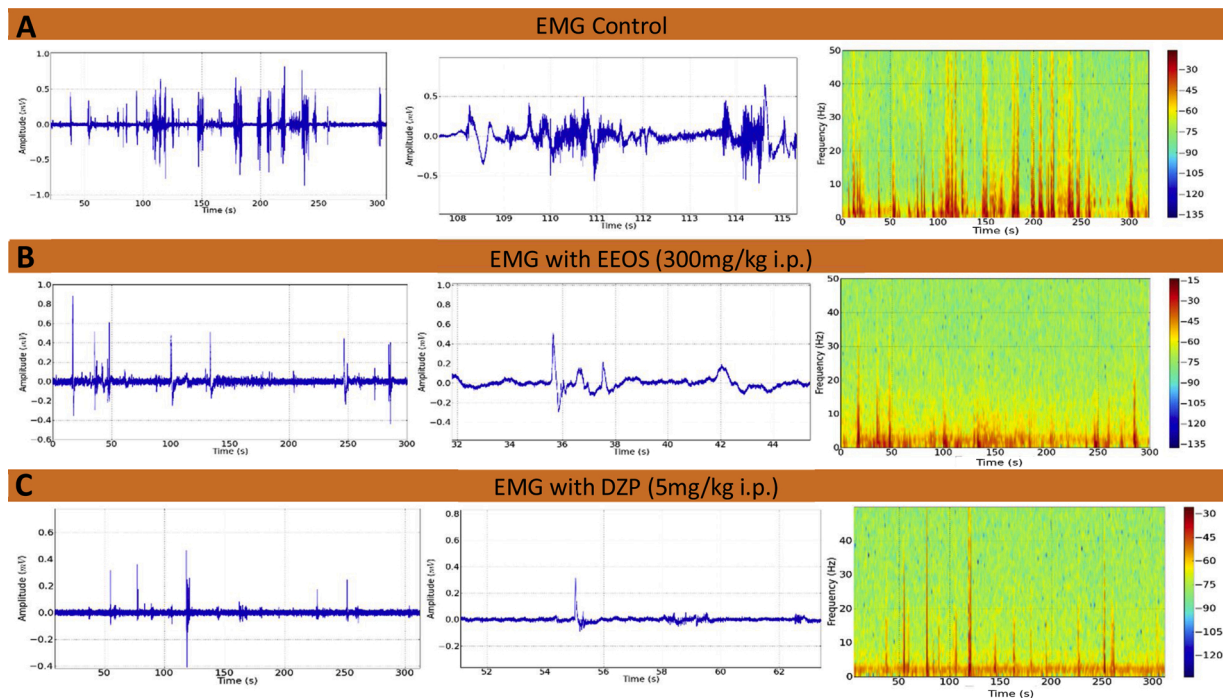 A
EMG Control
1.0
0.5
0.0
−0.5
−1.0
Amplitude (mV)
50 100 150 200 250 300
Time (s)
0.5
0.0
−0.5
Amplitude (mV)
108 109 110 111 112 113 114 115
Time (s)
50
40
30
20
10
0
Frequency (Hz)
0 50 100 150 200 250 300
Time (s)
−30
−45
−60
−75
−90
−105
−120
−135
B
EMG with EEOS (300mg/kg i.p.)
1.0
0.8
0.6
0.4
0.2
0.0
−0.2
−0.4
−0.6
Amplitude (mV)
0 50 100 150 200 250 300
Time (s)
1.0
0.8
0.6
0.4
0.2
0.0
−0.2
−0.4
−0.6
Amplitude (mV)
32 34 36 38 40 42 44
Time (s)
50
40
30
20
10
0
Frequency (Hz)
0 50 100 150 200 250 300
Time (s)
−15
−30
−45
−60
−75
−90
−105
−120
−135
C
EMG with DZP (5mg/kg i.p.)
0.6
0.4
0.2
0.0
−0.2
−0.4
Amplitude (mV)
50 100 150 200 250 300
Time (s)
0.8
0.6
0.4
0.2
0.0
−0.2
Amplitude (mV)
52 54 56 58 60 62
Time (s)
40
30
20
10
0
Frequency (Hz)
50 100 150 200 250 300
Time (s)
−30
−45
−60
−75
−90
−105
−120